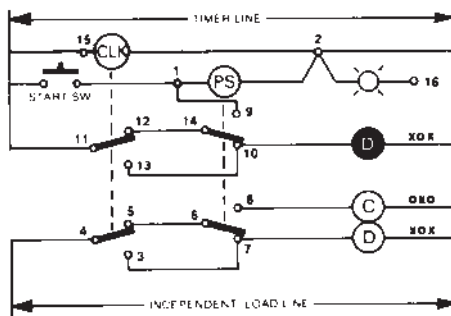 TIMER LINE
15 CLK 2
START SW 1 PS 16
9
11 12 14 10 D XOX
13
8 C OXO
4 5 6 7 D XOX
3
INDEPENDENT LOAD LINE